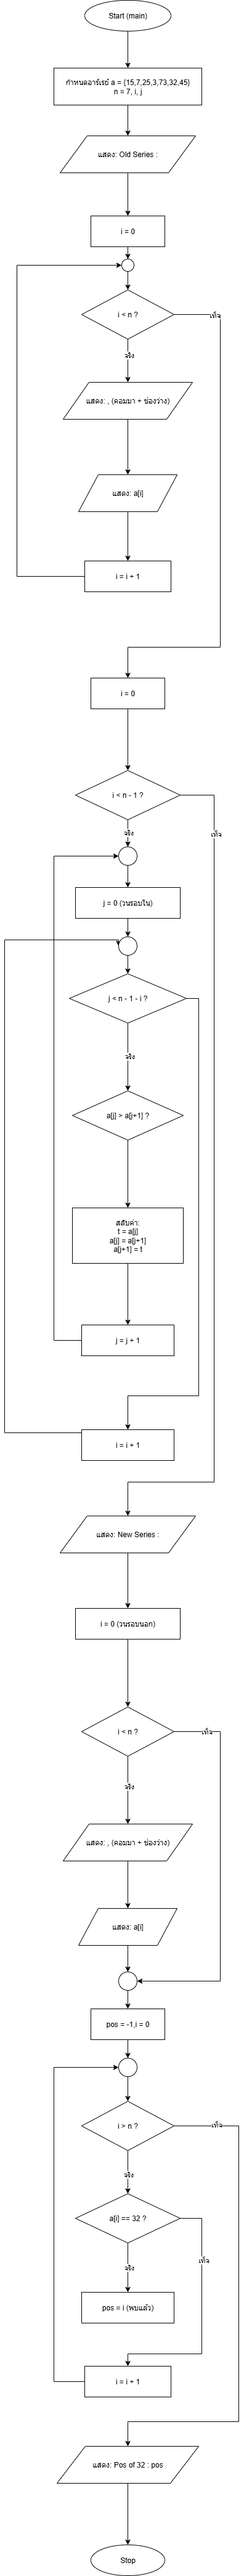 Start (main)
กำหนดอาร์เรย์ a = {15,7,25,3,73,32,45}
n = 7, i, j
แสดง: Old Series :
i = 0
i < n ?
เท็จ
จริง
แสดง: , (คอมมา + ช่องว่าง)
แสดง: a[i]
i = i + 1
i = 0
i < n - 1 ?
เท็จ
จริง
j = 0 (วนรอบใน)
j < n - 1 - i ?
จริง
a[j] > a[j+1] ?
สลับค่า:
t = a[j]
a[j] = a[j+1]
a[j+1] = t
j = j + 1
i = i + 1
แสดง: New Series :
i = 0 (วนรอบนอก)
i < n ?
เท็จ
จริง
แสดง: , (คอมมา + ช่องว่าง)
แสดง: a[i]
pos = -1,i = 0
i > n ?
เท็จ
จริง
a[i] == 32 ?
เท็จ
จริง
pos = i (พบแล้ว)
i = i + 1
แสดง: Pos of 32 : pos
Stop